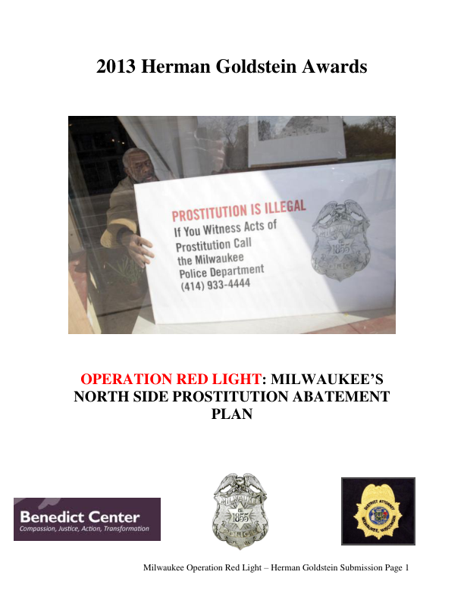 2013 Herman Goldstein Awards
PROSTITUTION IS ILLEGAL
If You Witness Acts of
Prostitution Call
the Milwaukee
Police Department
(414) 933-4444
OPERATION RED LIGHT: MILWAUKEE'S
NORTH SIDE PROSTITUTION ABATEMENT
PLAN
Benedict Center
Compassion, Justice, Action, Transformation
DISTRICT ATTORNEY
Milwaukee Operation Red Light – Herman Goldstein Submission Page 1